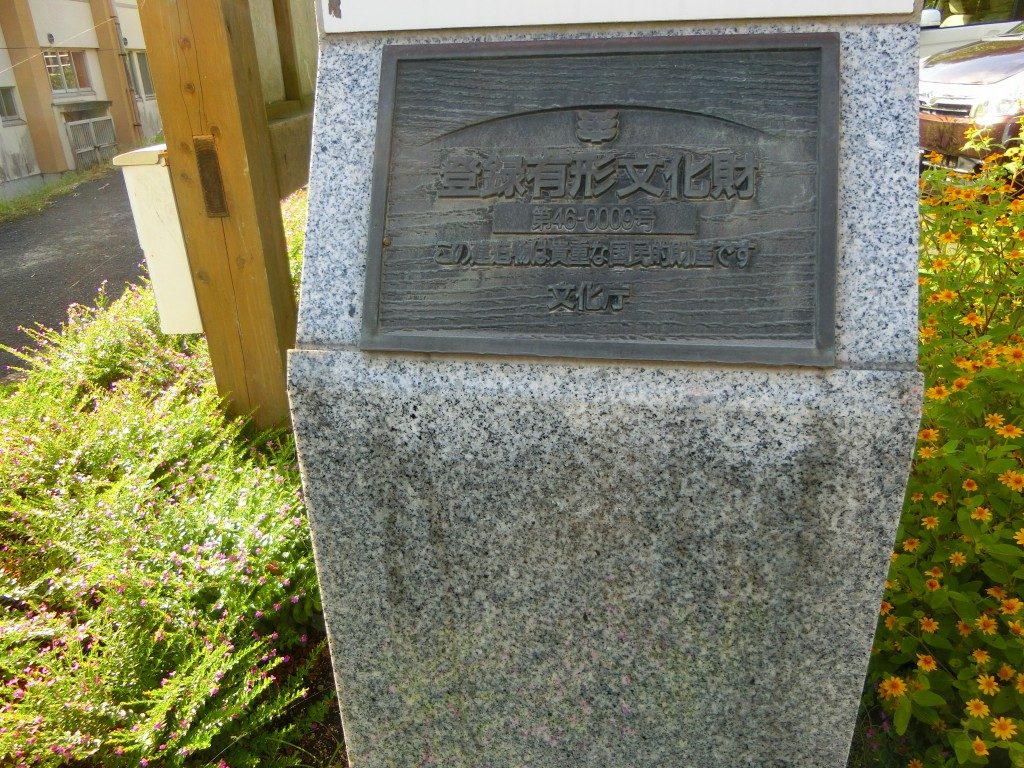 登録有形文化財
第46-0009号
この建造物は貴重な国民的財産です
文化庁